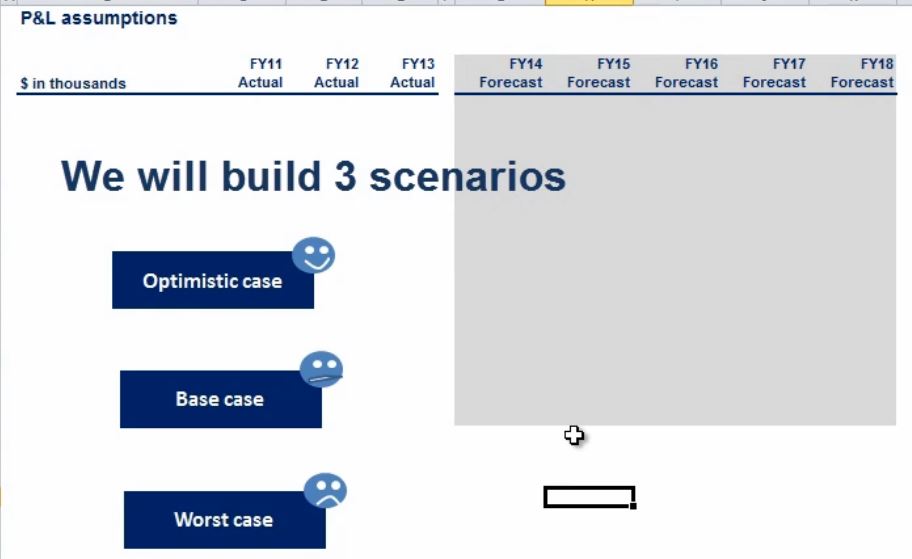 P&L assumptions
FY11 FY12 FY13 FY14 FY15 FY16 FY17 FY18
$ in thousands Actual Actual Actual Forecast Forecast Forecast Forecast Forecast
We will build 3 scenarios
Optimistic case
Base case
Worst case